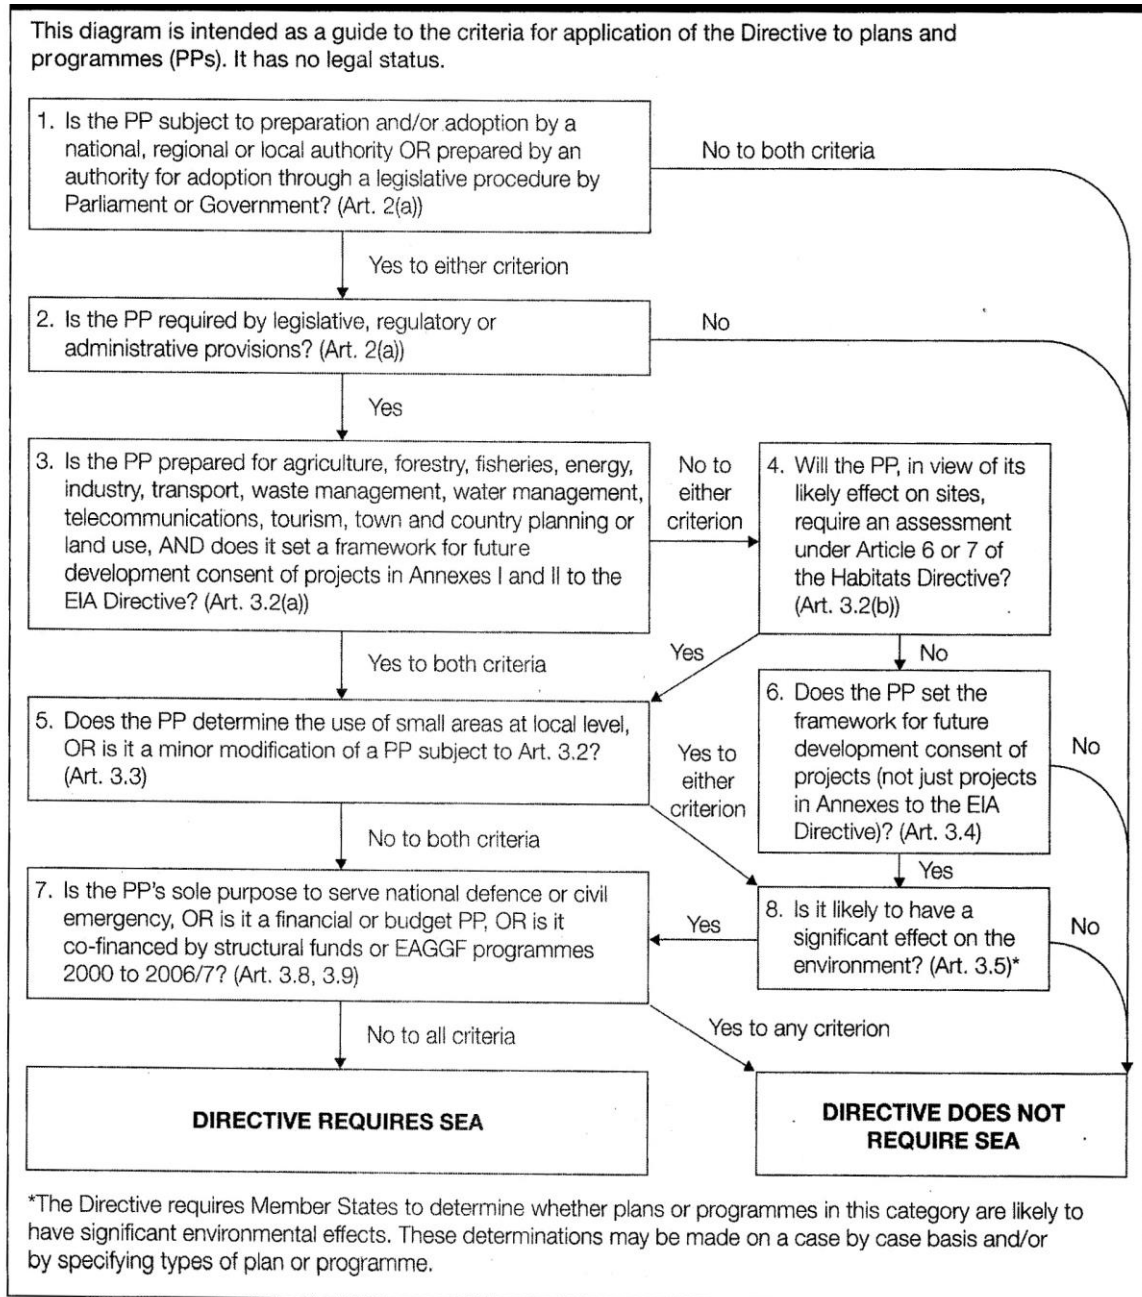 This diagram is intended as a guide to the criteria for application of the Directive to plans and
programmes (PPs). It has no legal status.
1. Is the PP subject to preparation and/or adoption by a
national, regional or local authority OR prepared by an
authority for adoption through a legislative procedure by
Parliament or Government? (Art. 2(a))
No to both criteria
Yes to either criterion
2. Is the PP required by legislative, regulatory or
administrative provisions? (Art. 2(a))
No
Yes
3. Is the PP prepared for agriculture, forestry, fisheries, energy,
industry, transport, waste management, water management,
telecommunications, tourism, town and country planning or
land use, AND does it set a framework for future
development consent of projects in Annexes I and II to the
EIA Directive? (Art. 3.2(a))
No to
either
criterion
4. Will the PP, in view of its
likely effect on sites,
require an assessment
under Article 6 or 7 of
the Habitats Directive?
(Art. 3.2(b))
Yes to both criteria
Yes
No
5. Does the PP determine the use of small areas at local level,
OR is it a minor modification of a PP subject to Art. 3.2?
(Art. 3.3)
Yes to
either
criterion
6. Does the PP set the
framework for future
development consent of
projects (not just projects
in Annexes to the EIA
Directive)? (Art. 3.4)
No
No to both criteria
Yes
7. Is the PP's sole purpose to serve national defence or civil
emergency, OR is it a financial or budget PP, OR is it
co-financed by structural funds or EAGGF programmes
2000 to 2006/7? (Art. 3.8, 3.9)
Yes
8. Is it likely to have a
significant effect on the
environment? (Art. 3.5)*
No
No to all criteria
Yes to any criterion
DIRECTIVE REQUIRES SEA
DIRECTIVE DOES NOT
REQUIRE SEA
*The Directive requires Member States to determine whether plans or programmes in this category are likely to
have significant environmental effects. These determinations may be made on a case by case basis and/or
by specifying types of plan or programme.